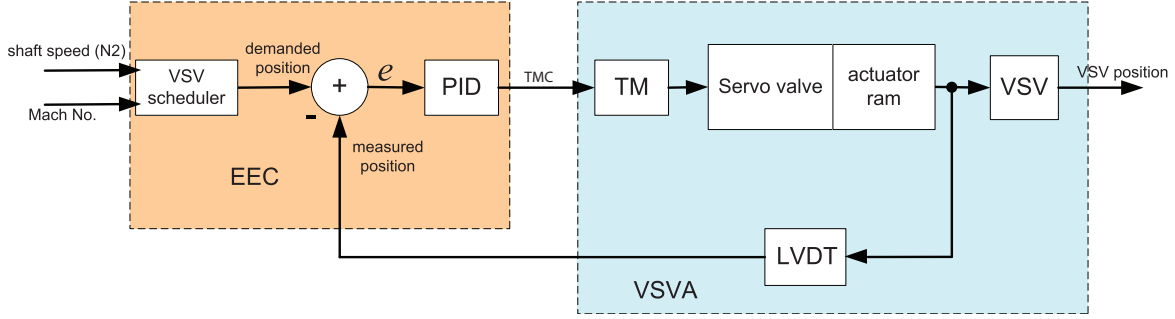 shaft speed (N2)
Mach No.
VSV
scheduler
demanded
position
+
-
e
PID
measured
position
EEC
TMC
TM
Servo valve
actuator
ram
VSV
VSV position
LVDT
VSVA